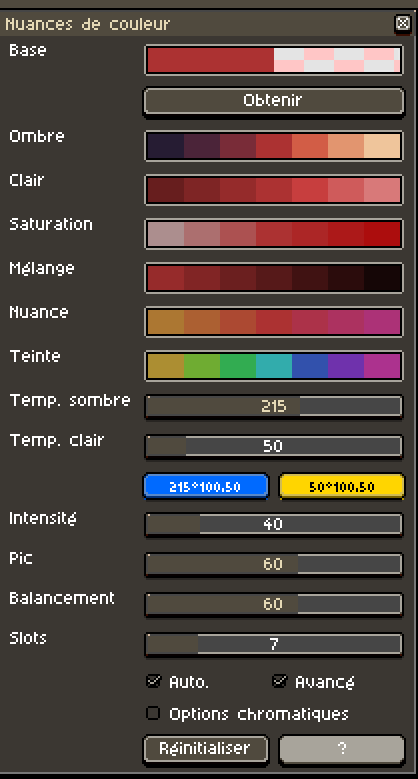 Nuances de couleur
Base
Obtenir
Ombre
Clair
Saturation
Mélange
Nuance
Teinte
Temp. sombre 215
Temp. clair 50
215°100.50 50°100.50
Intensité 40
Pic 60
Balancement 60
Slots 7
Auto. Avancé
Options chromatiques
Réinitialiser ?